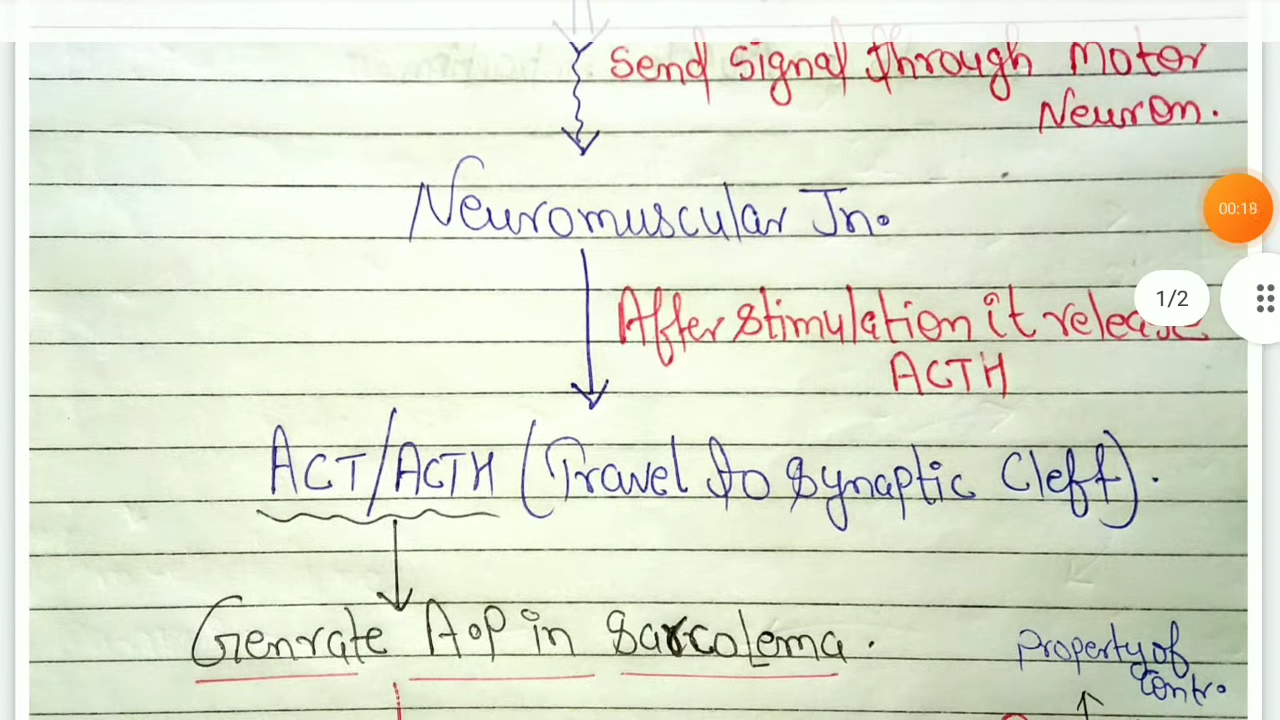 Send Signal through Motor
Neuron.
00:18
Neuromuscular Jn.
1/2
After stimulation it release
ACTH
ACT/ACTH (Travel to synaptic Cleft).
Genrate A.P in Sarcolema.
Property of
Contr.